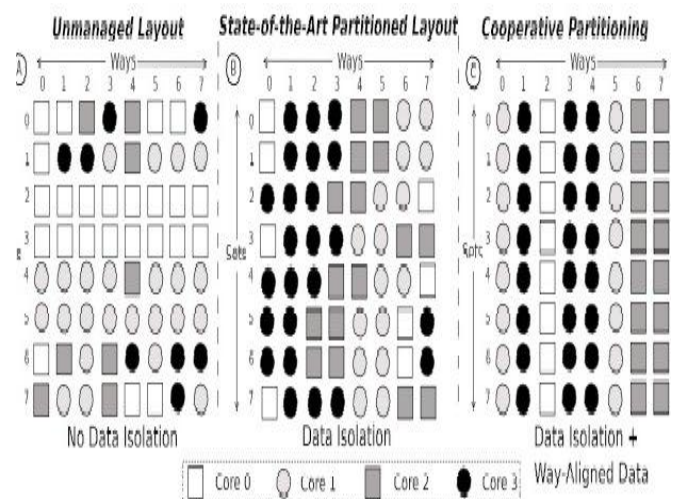 Unmanaged Layout
State-of-the-Art Partitioned Layout
Cooperative Partitioning
A
Ways
0 1 2 3 4 5 6 7
0
1
2
3
4
5
6
7
No Data Isolation
B
Ways
0 1 2 3 4 5 6 7
Sets
0
1
2
3
4
5
6
7
Data Isolation
C
Ways
0 1 2 3 4 5 6 7
Sets
0
1
2
3
4
5
6
7
Data Isolation +
Way-Aligned Data
Core 0 Core 1 Core 2 Core 3